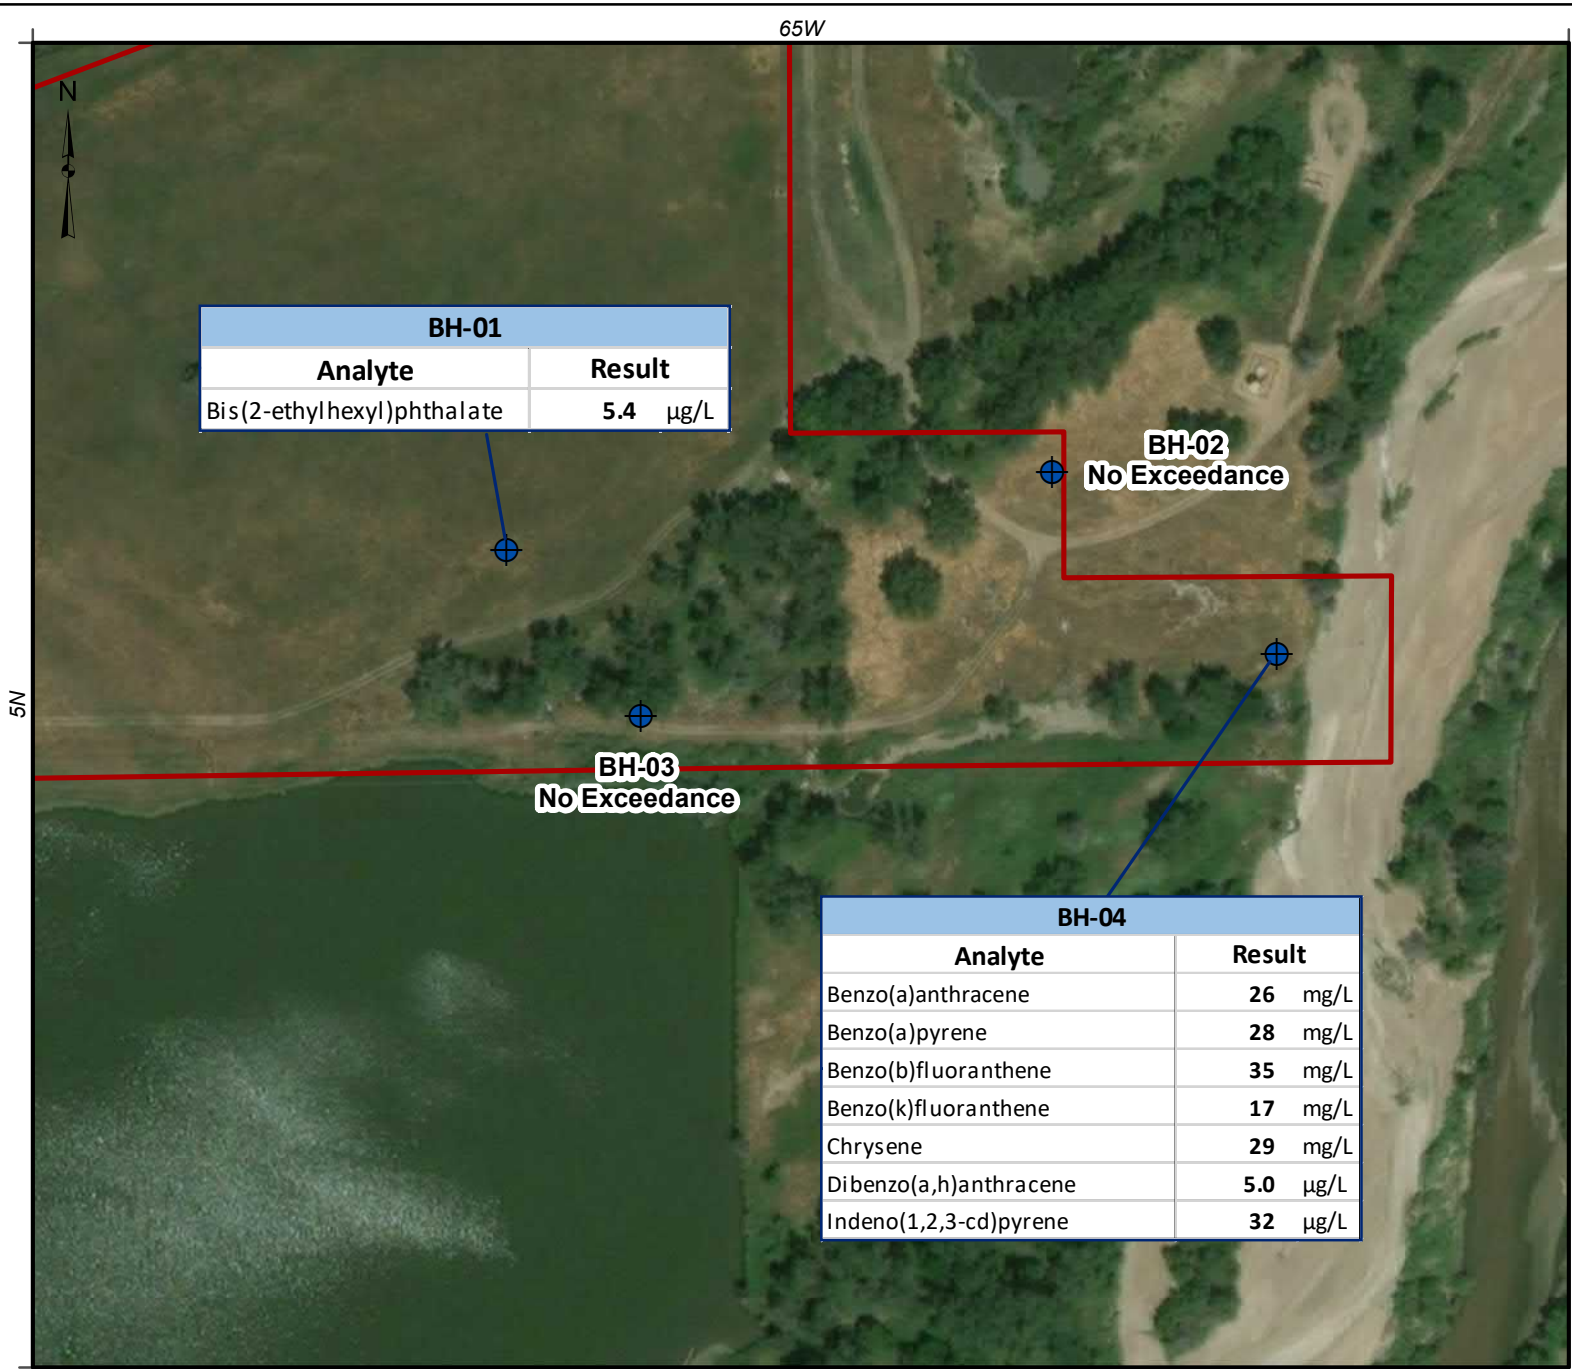 65W
N
BH-01
Analyte Result
Bis(2-ethylhexyl)phthalate 5.4 µg/L
BH-02
No Exceedance
5N
BH-03
No Exceedance
BH-04
Analyte Result
Benzo(a)anthracene 26 mg/L
Benzo(a)pyrene 28 mg/L
Benzo(b)fluoranthene 35 mg/L
Benzo(k)fluoranthene 17 mg/L
Chrysene 29 mg/L
Dibenzo(a,h)anthracene 5.0 µg/L
Indeno(1,2,3-cd)pyrene 32 µg/L